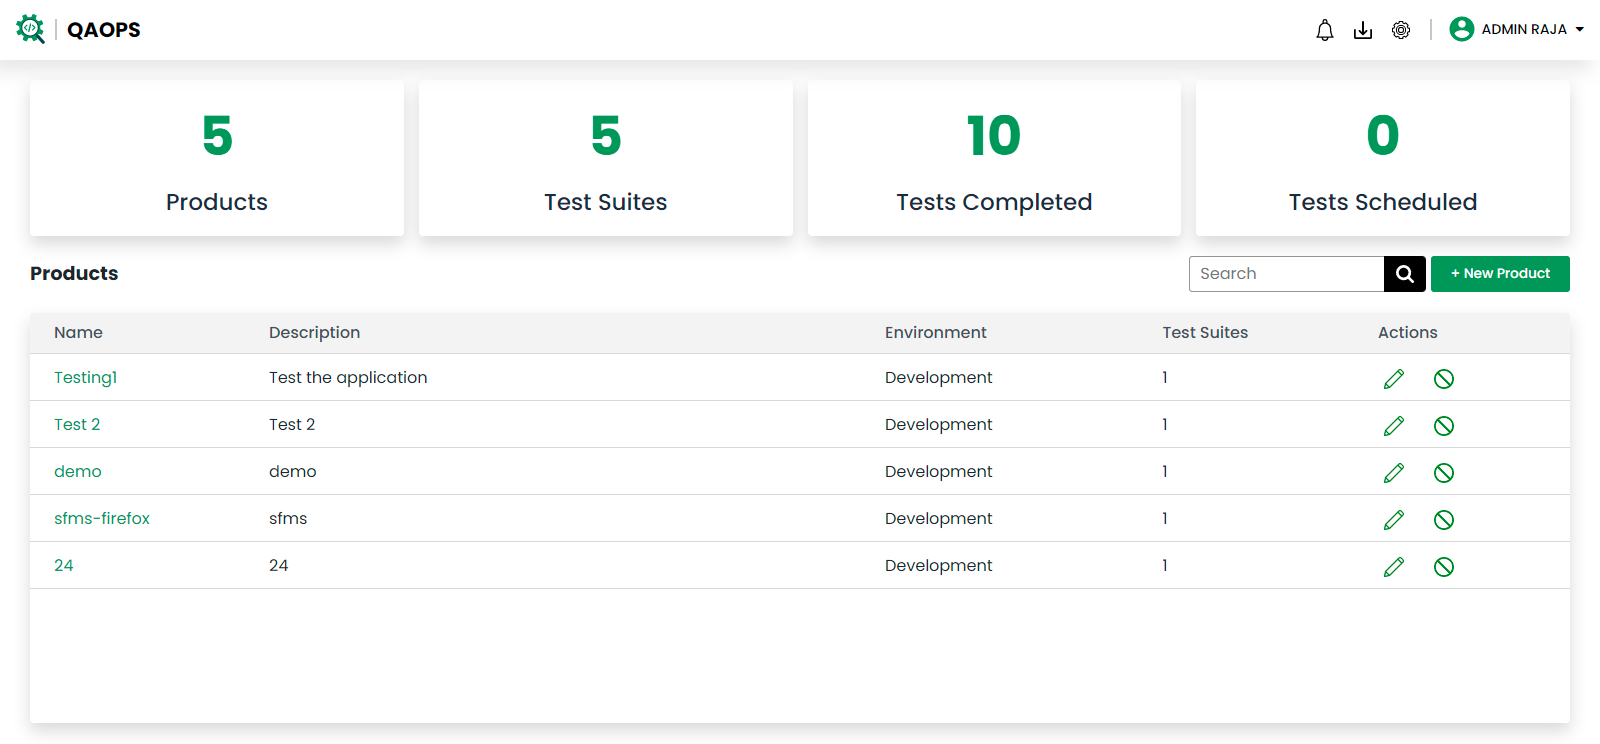 QAOPS
ADMIN RAJA
5
Products
5
Test Suites
10
Tests Completed
0
Tests Scheduled
Products
Search
+ New Product
Name Description Environment Test Suites Actions
Testing1 Test the application Development 1
Test 2 Test 2 Development 1
demo demo Development 1
sfms-firefox sfms Development 1
24 24 Development 1